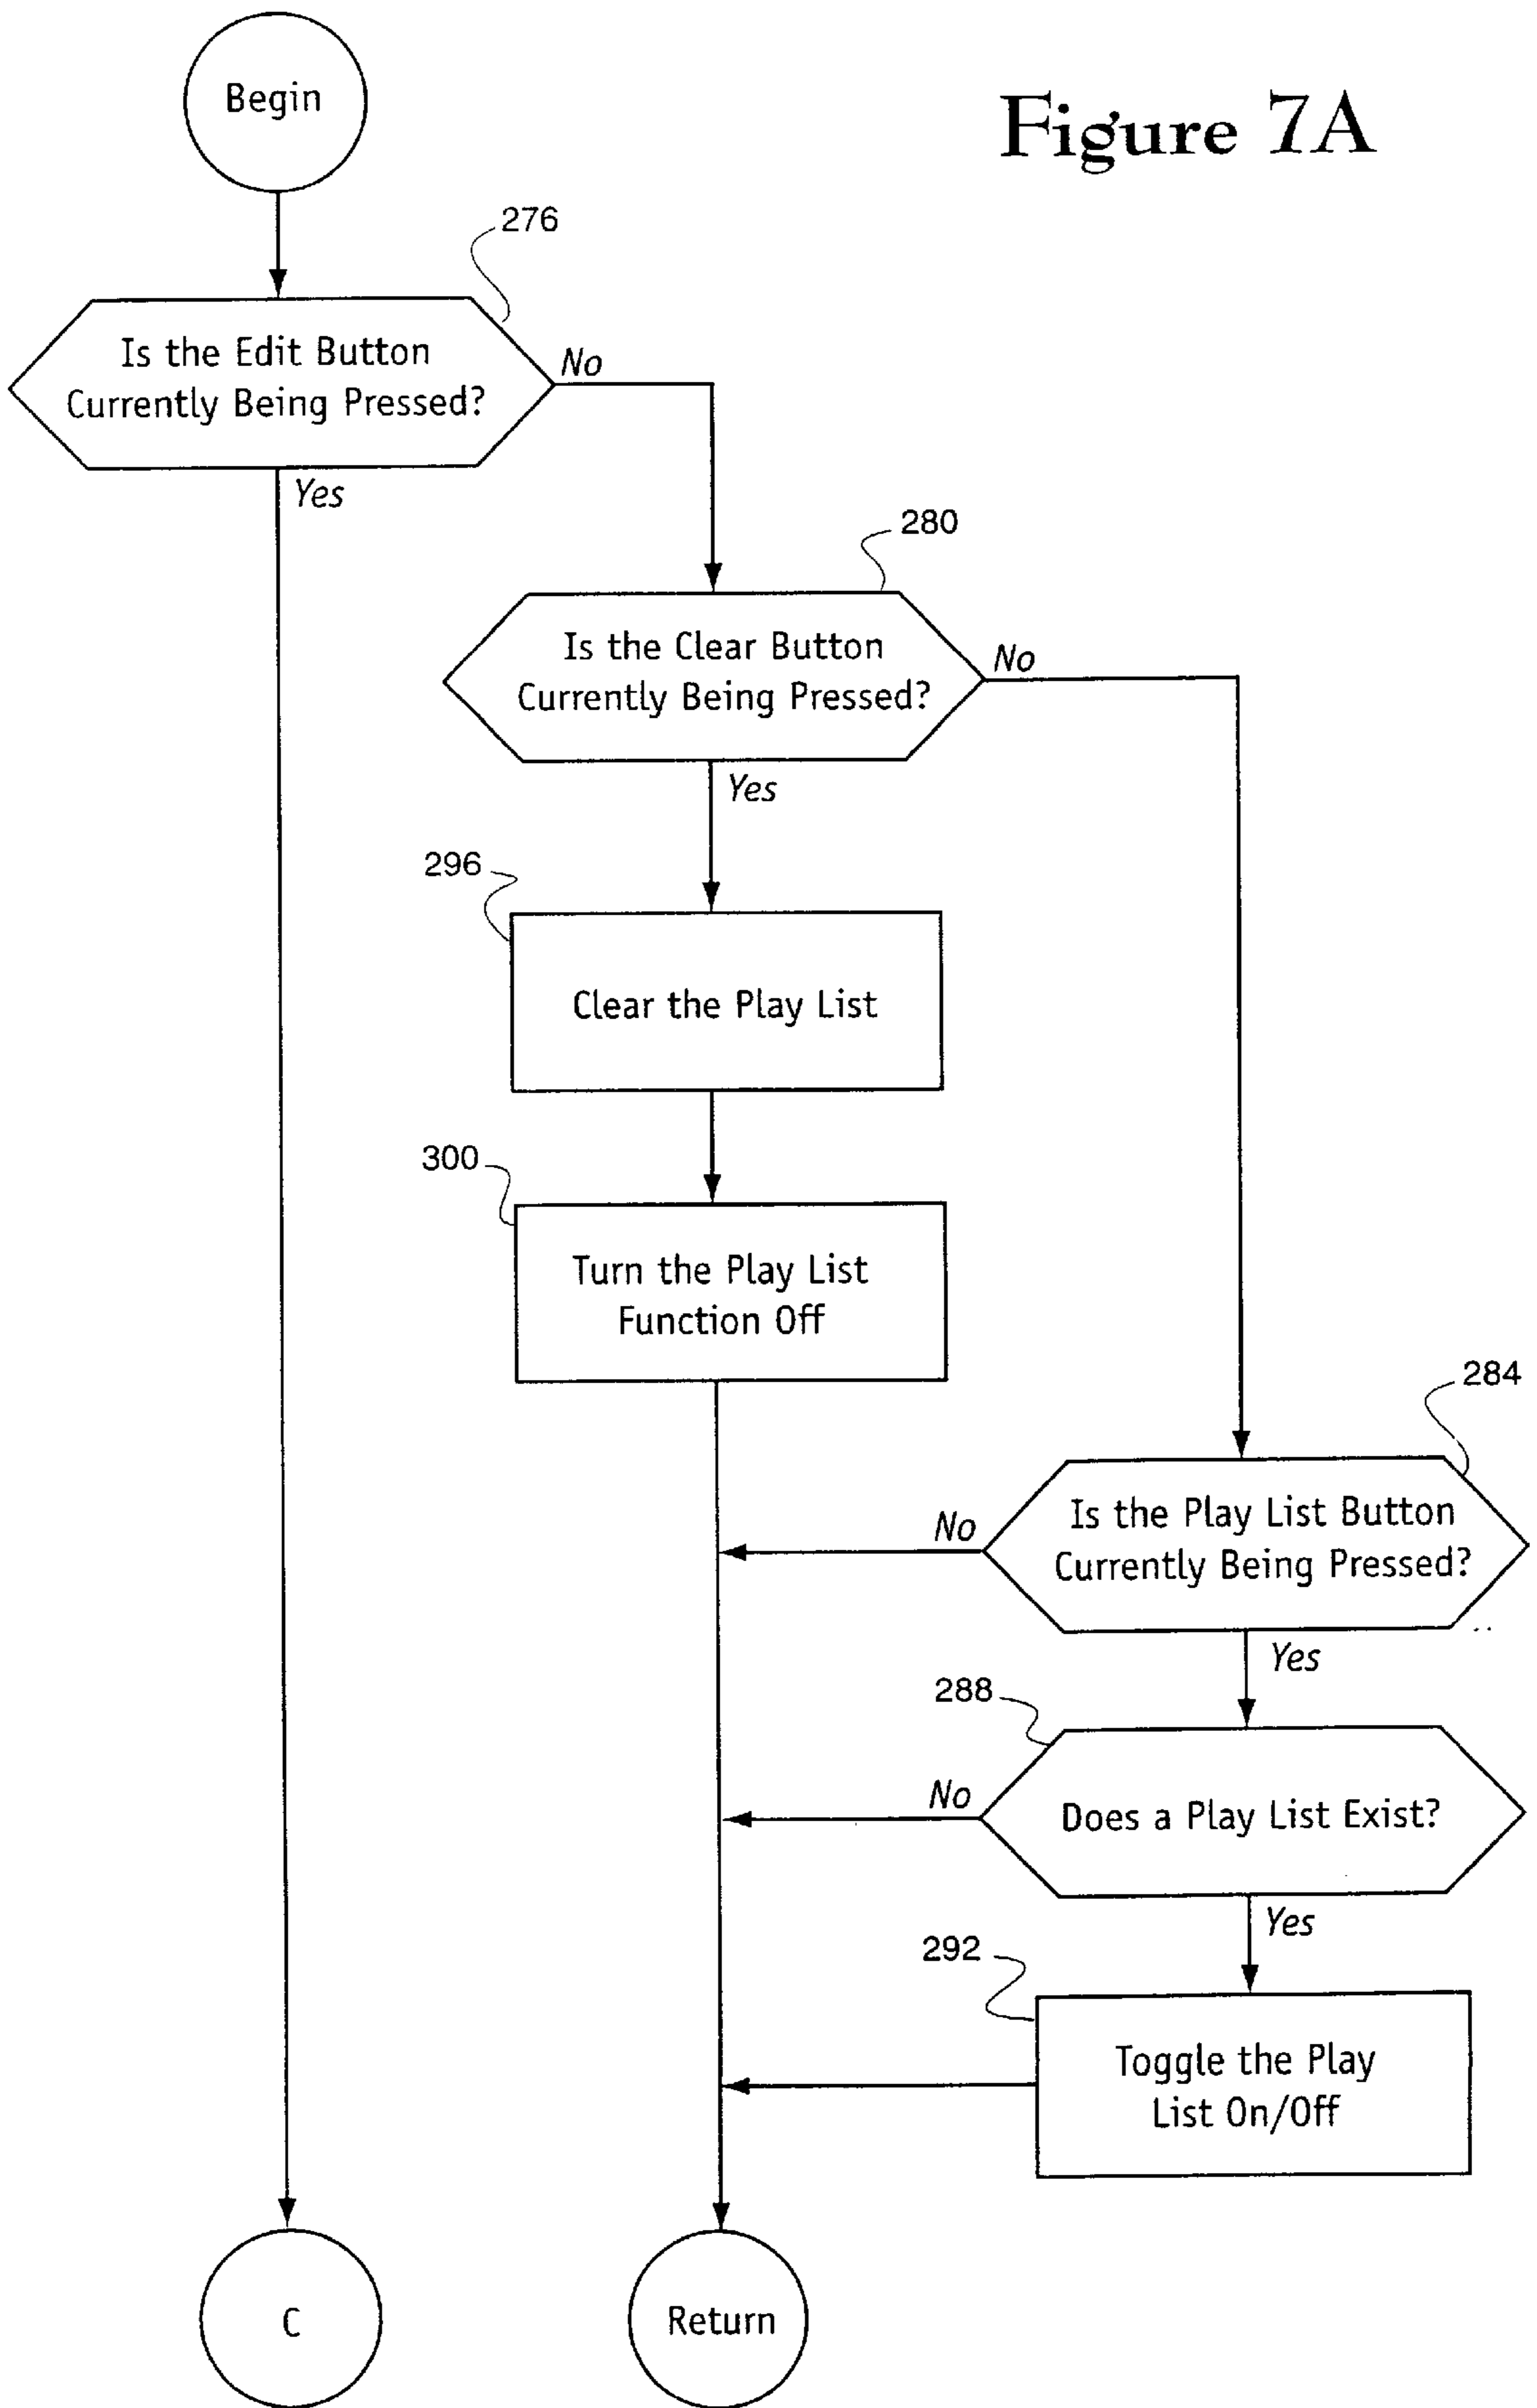 Begin
Figure 7A
276
Is the Edit Button
Currently Being Pressed?
No
Yes
280
Is the Clear Button
Currently Being Pressed?
No
Yes
296
Clear the Play List
300
Turn the Play List
Function Off
284
Is the Play List Button
Currently Being Pressed?
No
Yes
288
Does a Play List Exist?
No
Yes
292
Toggle the Play
List On/Off
C
Return